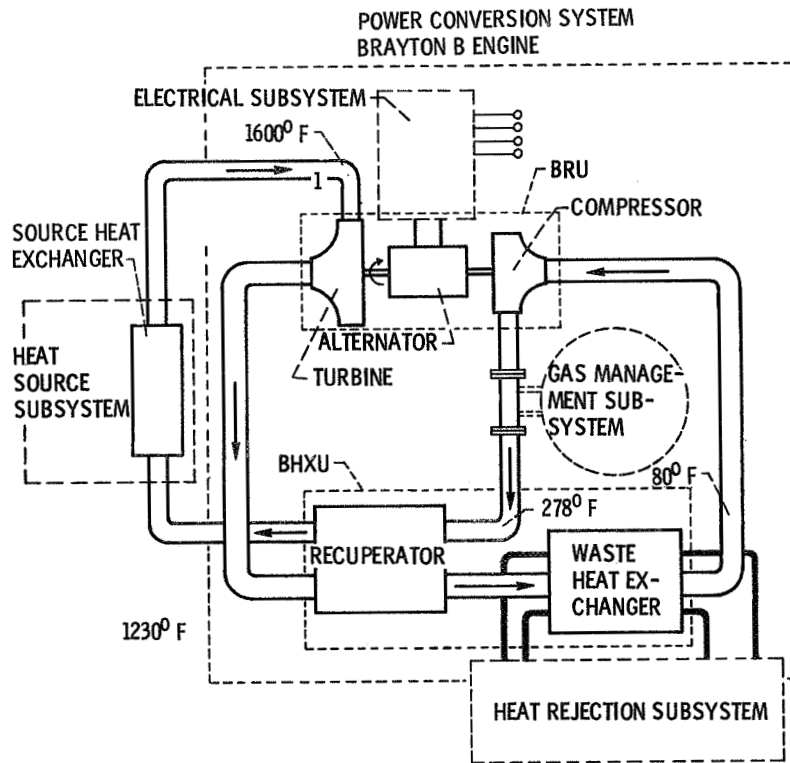 POWER CONVERSION SYSTEM
BRAYTON B ENGINE
ELECTRICAL SUBSYSTEM
1600⁰ F
1
BRU
COMPRESSOR
SOURCE HEAT
EXCHANGER
ALTERNATOR
TURBINE
HEAT
SOURCE
SUBSYSTEM
GAS MANAGE-
MENT SUB-
SYSTEM
BHXU
80⁰ F
278⁰ F
RECUPERATOR
WASTE
HEAT EX-
CHANGER
1230⁰ F
HEAT REJECTION SUBSYSTEM